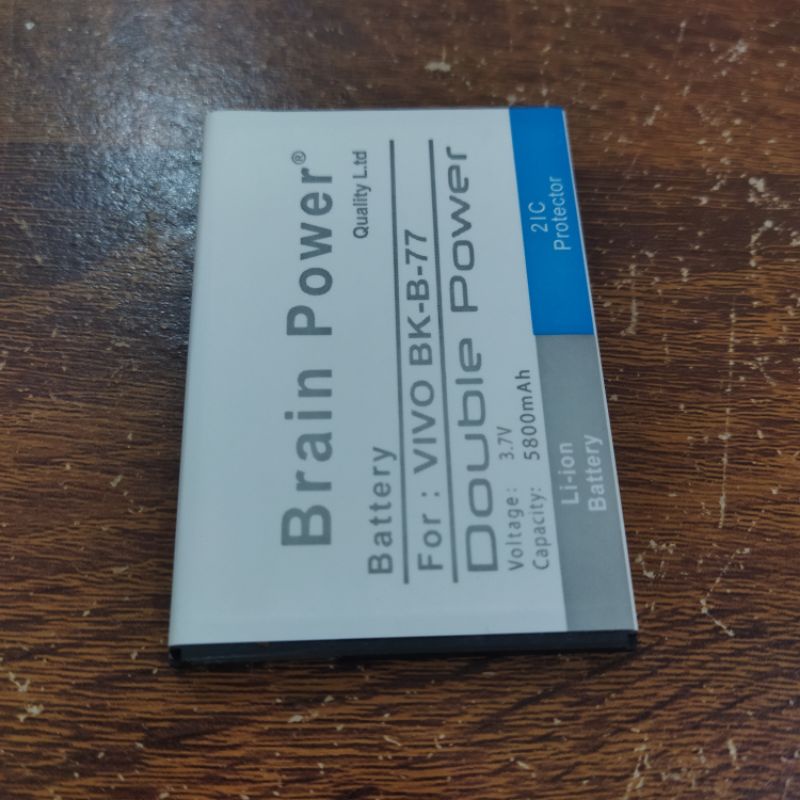 Brain Power®
Quality L.td
Battery
For : VIVO BK-B-77
Double Power
Voltage : 3.7V
Capacity: 5800mAh
Li-ion
Battery
2IC
Protector